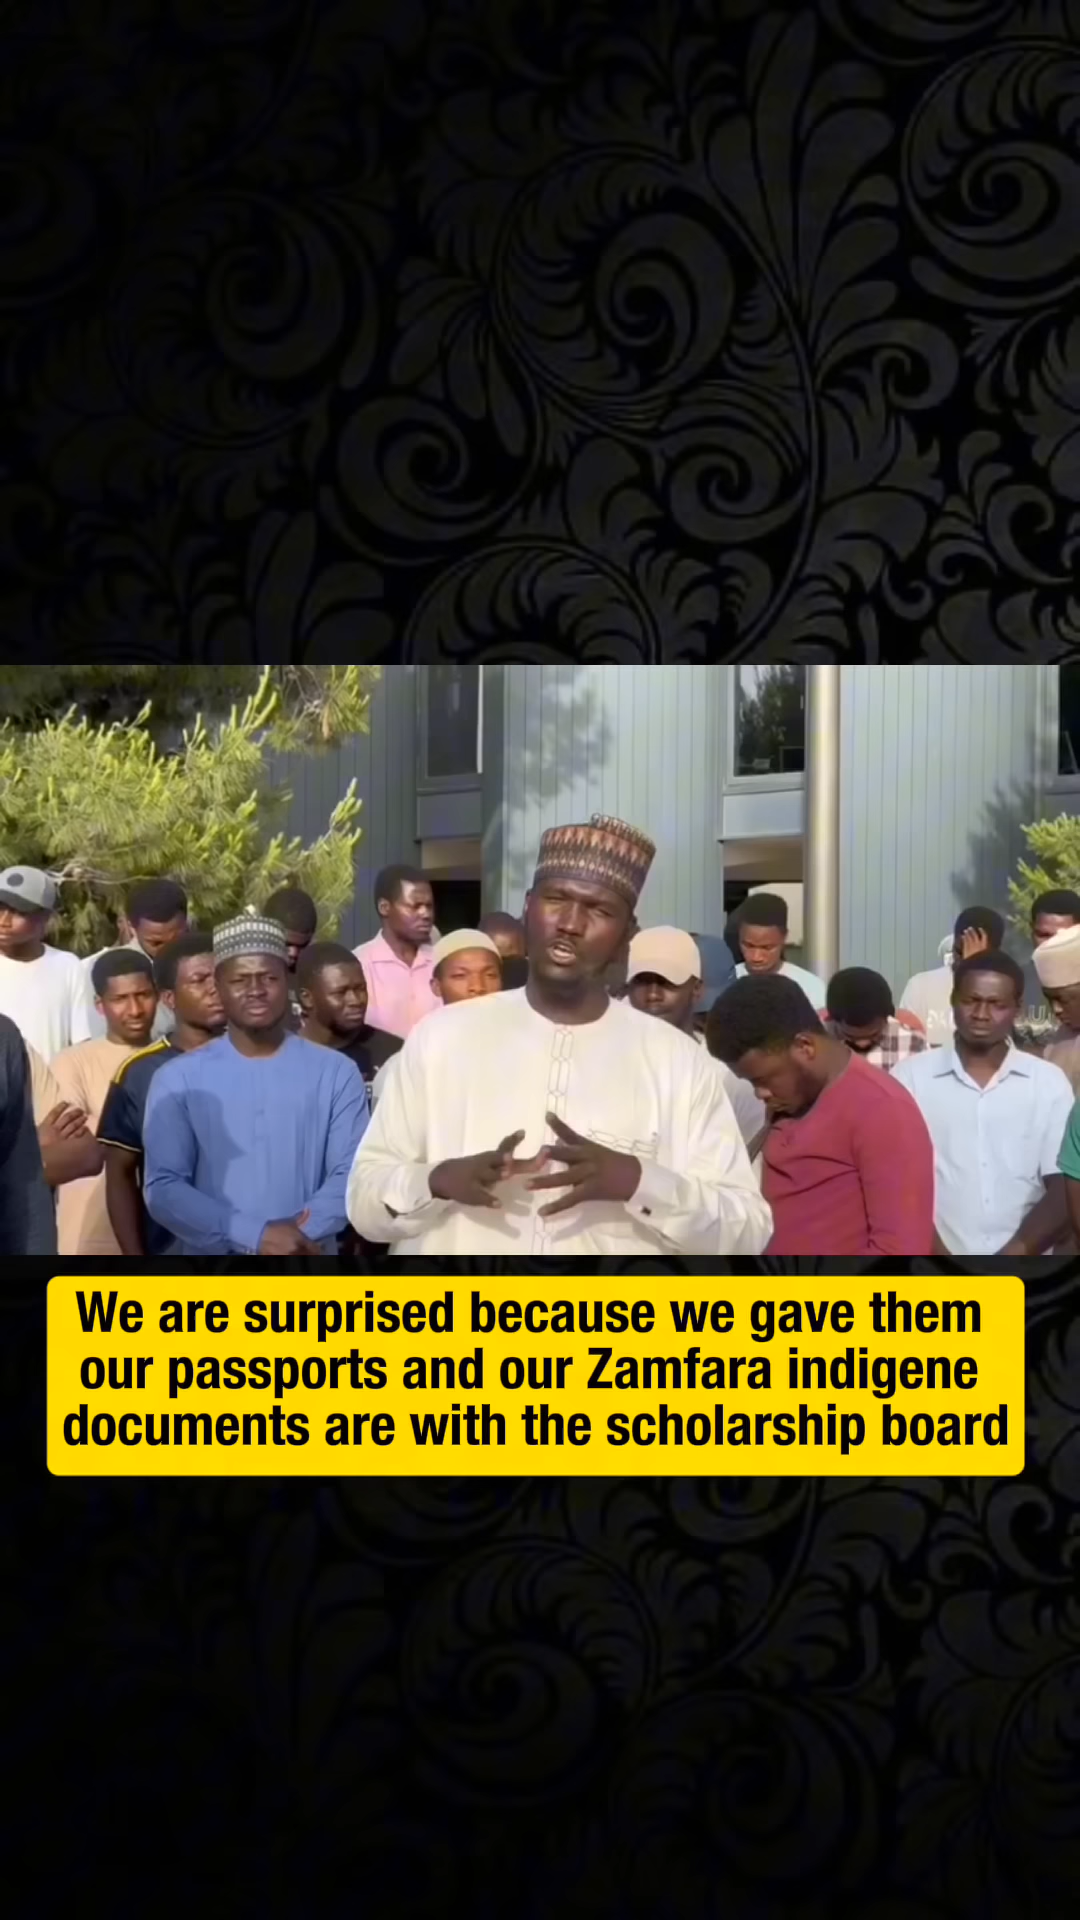 We are surprised because we gave them
our passports and our Zamfara indigene
documents are with the scholarship board